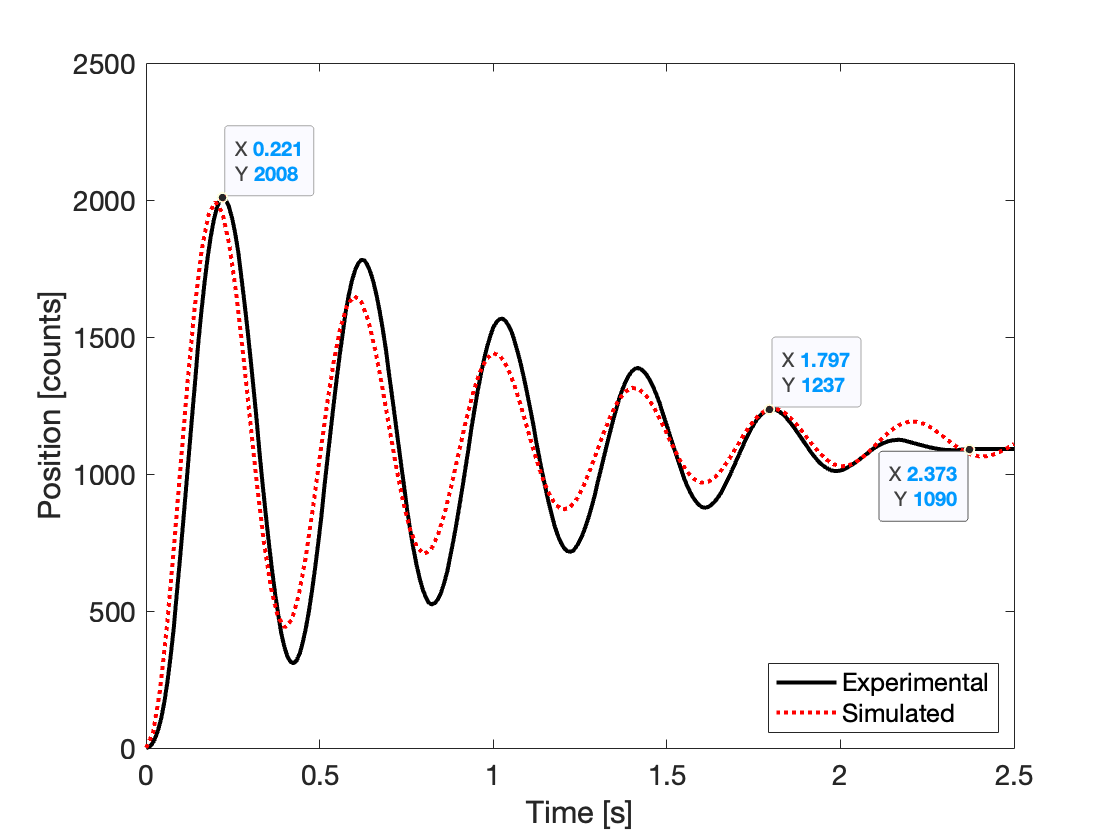 2500
2000
1500
1000
500
0
Position [counts]
X 0.221
Y 2008
X 1.797
Y 1237
X 2.373
Y 1090
Experimental
Simulated
0 0.5 1 1.5 2 2.5
Time [s]